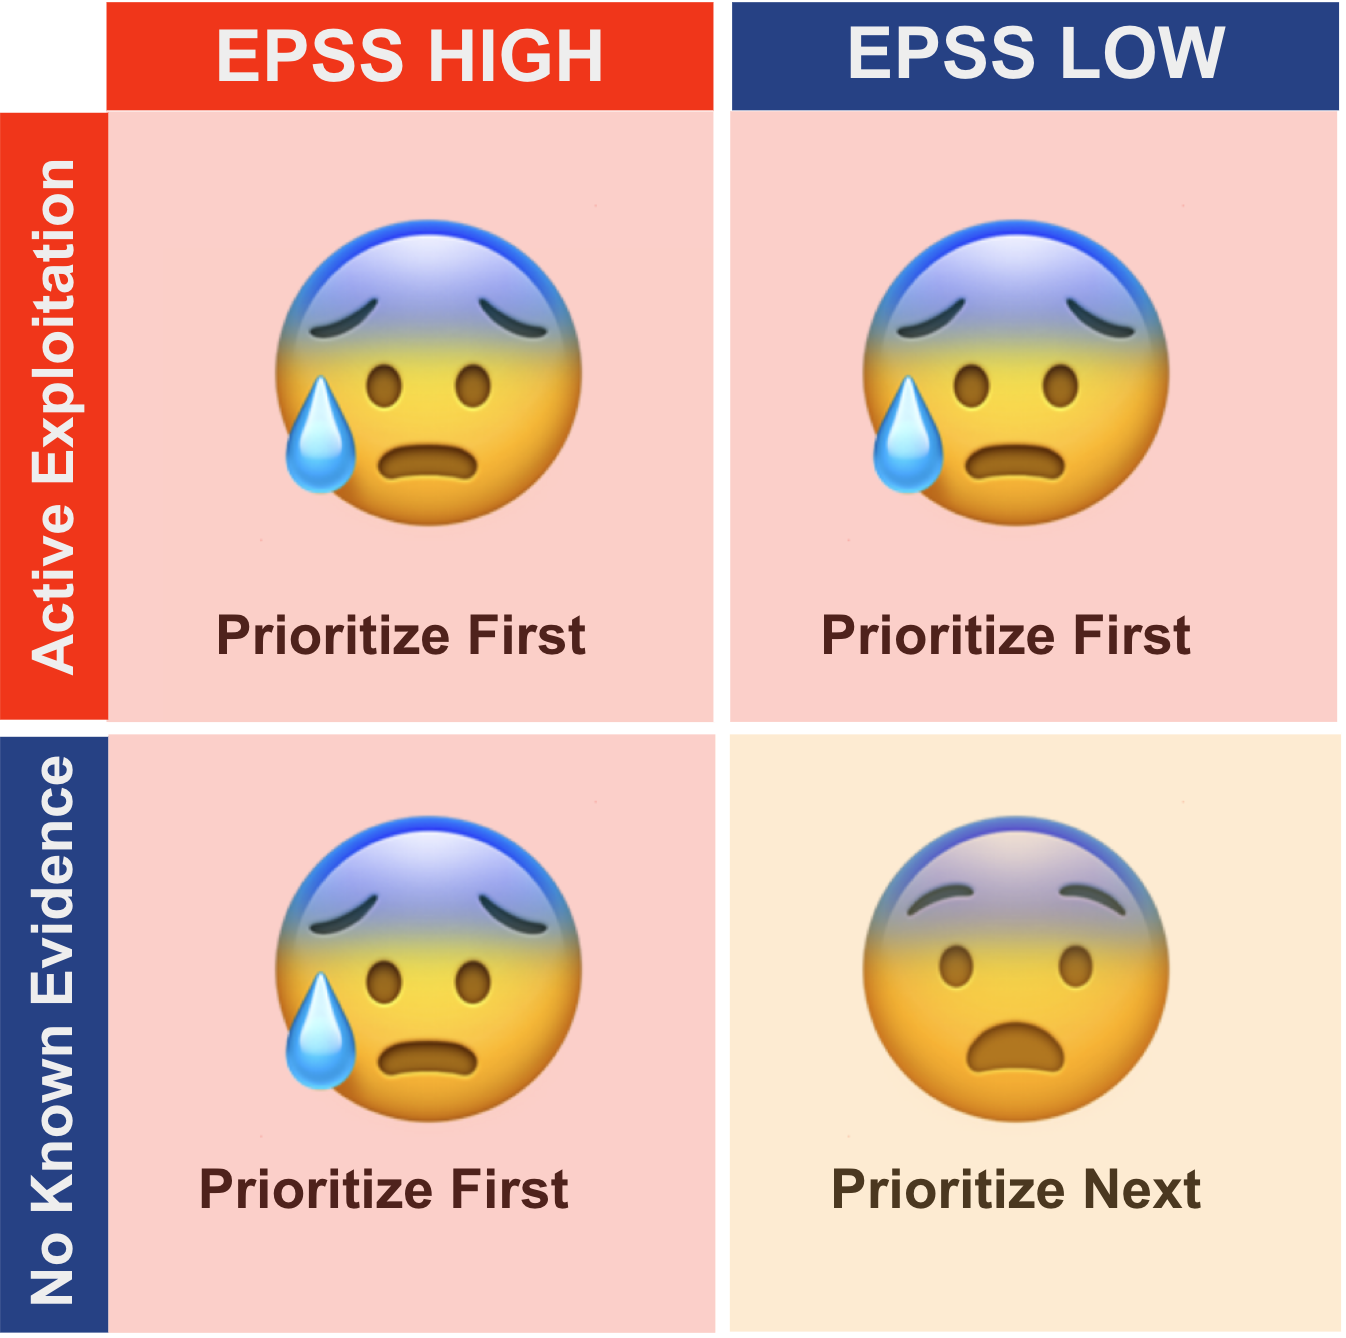 EPSS HIGH
EPSS LOW
Active Exploitation
Prioritize First
Prioritize First
No Known Evidence
Prioritize First
Prioritize Next